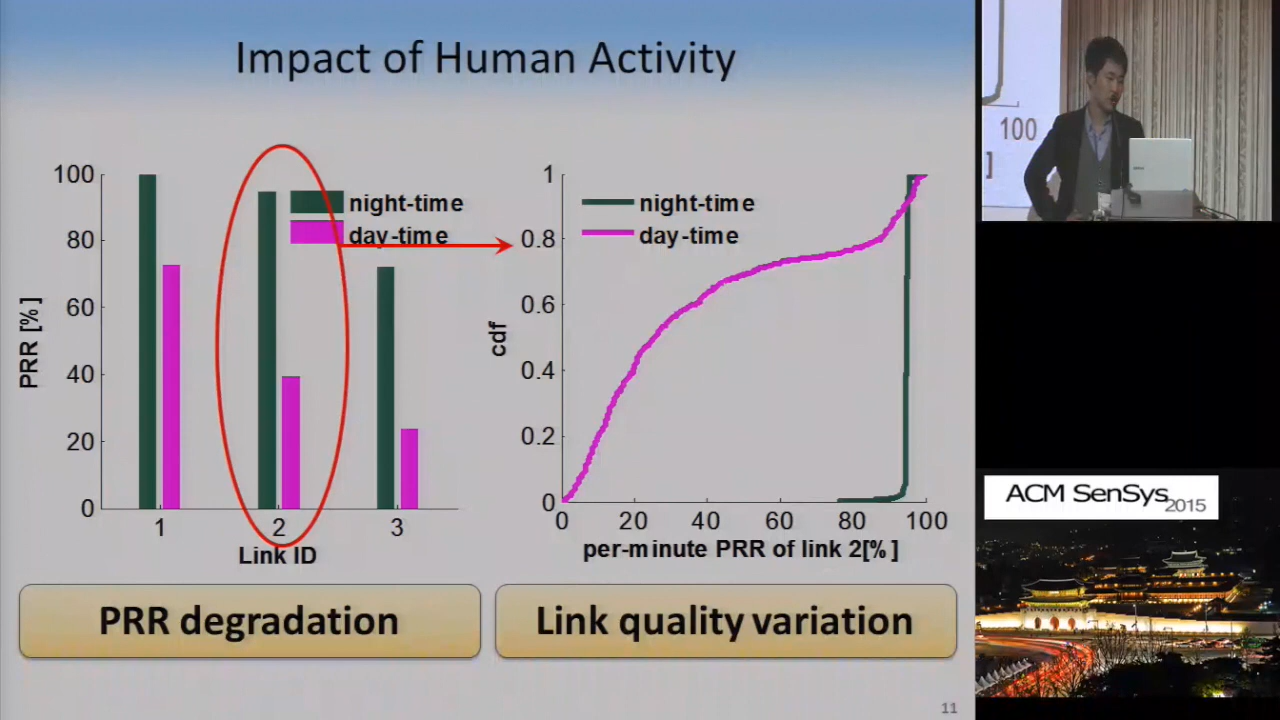 Impact of Human Activity
100
80
60
40
20
0
PRR [%]
night-time
day-time
1 2 3
Link ID
1
0.8
0.6
0.4
0.2
0
cdf
night-time
day-time
0 20 40 60 80 100
per-minute PRR of link 2[%]
PRR degradation
Link quality variation
11
100
]
ACM SenSys
2015